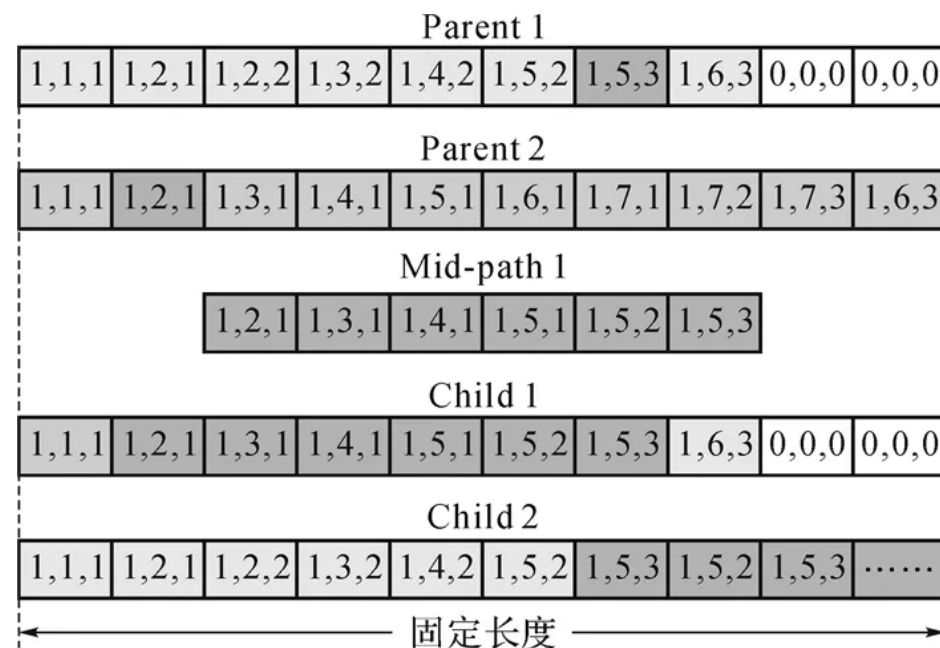 Parent 1
1,1,1 1,2,1 1,2,2 1,3,2 1,4,2 1,5,2 1,5,3 1,6,3 0,0,0 0,0,0
Parent 2
1,1,1 1,2,1 1,3,1 1,4,1 1,5,1 1,6,1 1,7,1 1,7,2 1,7,3 1,6,3
Mid-path 1
1,2,1 1,3,1 1,4,1 1,5,1 1,5,2 1,5,3
Child 1
1,1,1 1,2,1 1,3,1 1,4,1 1,5,1 1,5,2 1,5,3 1,6,3 0,0,0 0,0,0
Child 2
1,1,1 1,2,1 1,2,2 1,3,2 1,4,2 1,5,2 1,5,3 1,5,2 1,5,3 ……
固定长度